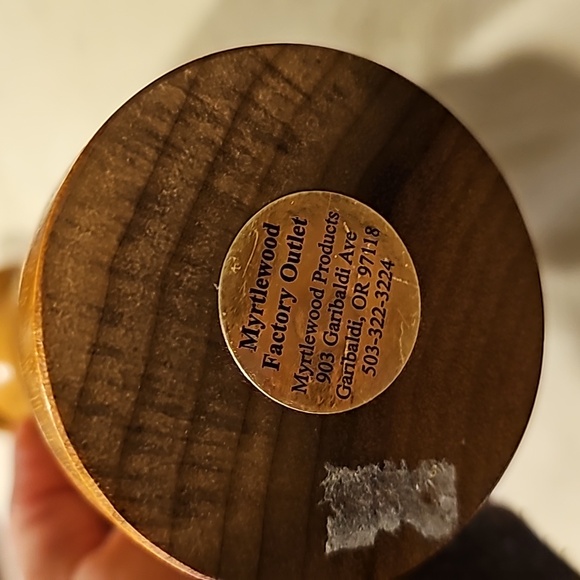 Myrtlewood
Factory Outlet
Myrtlewood Products
903 Garibaldi Ave
Garibaldi, OR 97118
503-322-3224